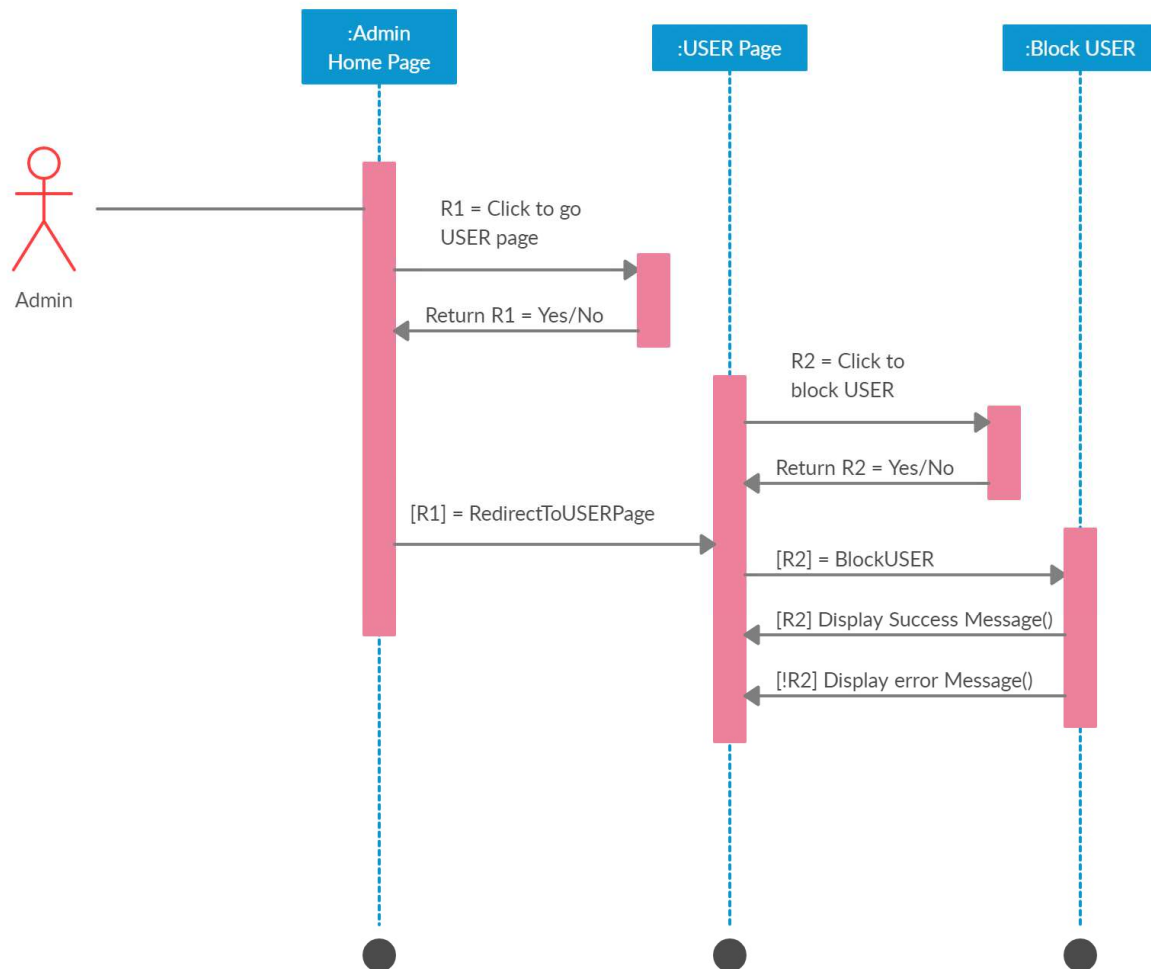 :Admin
Home Page
:USER Page
:Block USER
Admin
R1 = Click to go
USER page
Return R1 = Yes/No
R2 = Click to
block USER
Return R2 = Yes/No
[R1] = RedirectToUSERPage
[R2] = BlockUSER
[R2] Display Success Message()
[!R2] Display error Message()